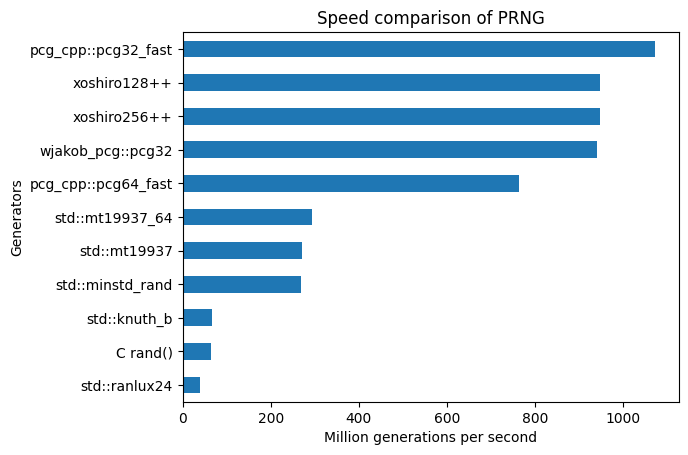 Speed comparison of PRNG
Generators
pcg_cpp::pcg32_fast
xoshiro128++
xoshiro256++
wjakob_pcg::pcg32
pcg_cpp::pcg64_fast
std::mt19937_64
std::mt19937
std::minstd_rand
std::knuth_b
C rand()
std::ranlux24
0 200 400 600 800 1000
Million generations per second